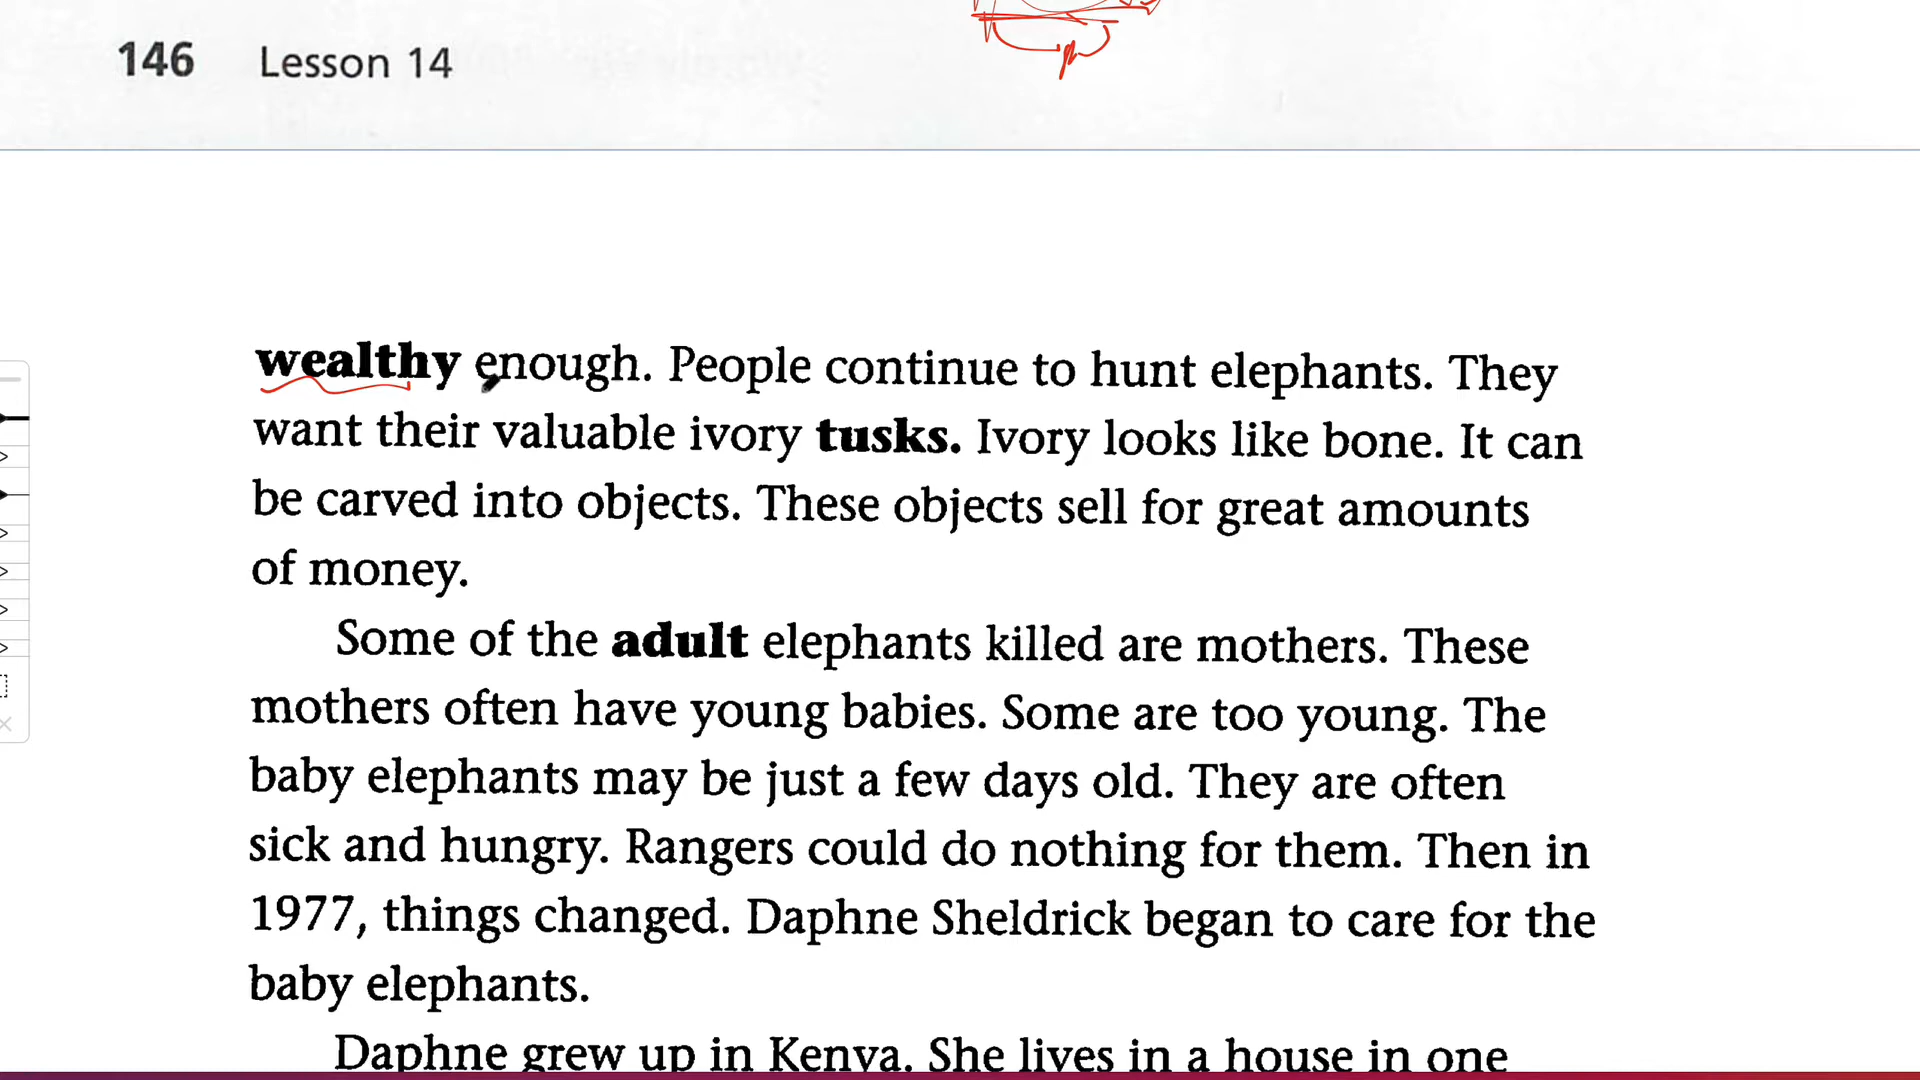 146 Lesson 14
wealthy enough. People continue to hunt elephants. They
want their valuable ivory tusks. Ivory looks like bone. It can
be carved into objects. These objects sell for great amounts
of money.
Some of the adult elephants killed are mothers. These
mothers often have young babies. Some are too young. The
baby elephants may be just a few days old. They are often
sick and hungry. Rangers could do nothing for them. Then in
1977, things changed. Daphne Sheldrick began to care for the
baby elephants.
Daphne grew up in Kenya. She lives in a house in one